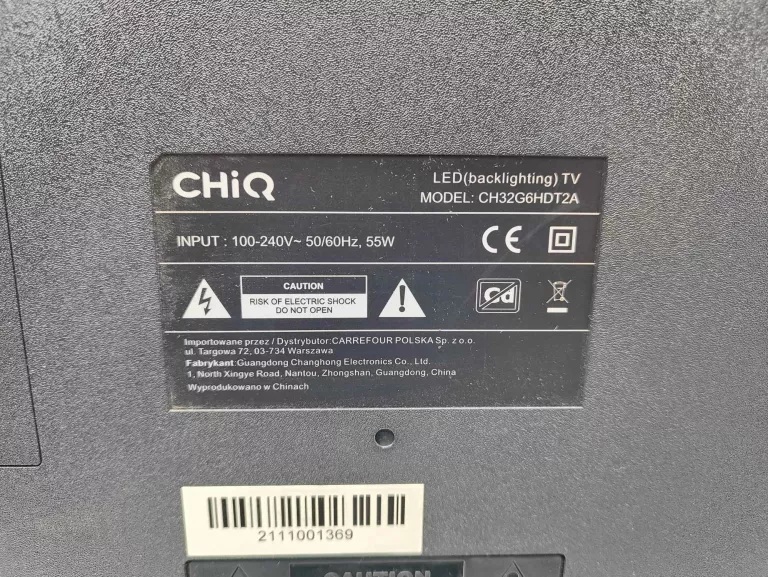 CHiQ
LED(backlighting) TV
MODEL: CH32G6HDT2A
INPUT : 100-240V~ 50/60Hz, 55W
CE
CAUTION
RISK OF ELECTRIC SHOCK
DO NOT OPEN
Cd
Importowane przez / Dystrybutor:CARREFOUR POLSKA Sp. z o.o.
ul. Targowa 72, 03-734 Warszawa
Fabrykant:Guangdong Changhong Electronics Co., Ltd.
1, North Xingye Road, Nantou, Zhongshan, Guangdong, China
Wyprodukowano w Chinach
2111001369
CAUTION